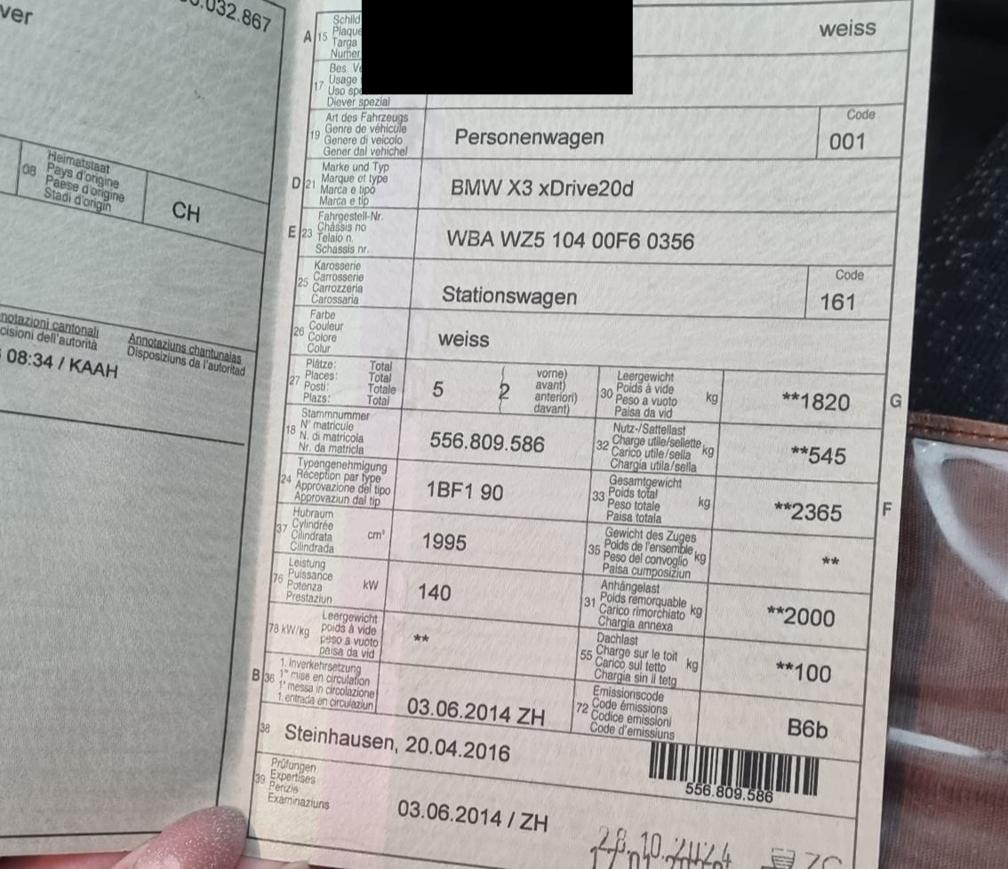 ver
.032.867
08
Heimatstaat
Pays d'origine
Paese d'origine
Stadi d'origin
CH
notazioni cantonali
cisioni dell'autorità
Annotaziuns chantunalas
Disposiziuns da l'autoritad
08:34 / KAAH
A 15
Schild
Plaque
Targa
Numer
weiss
17
Bes. Ve
Usage
Uso spe
Diever spezial
19
Art des Fahrzeugs
Genre de véhicule
Genere di veicolo
Gener dal vehichel
Personenwagen
Code
001
D 21
Marke und Typ
Marque et type
Marca e tipo
Marca e tip
BMW X3 xDrive20d
E 23
Fahrgestell-Nr.
Châssis no
Telaio n.
Schassis nr.
WBA WZ5 104 00F6 0356
25
Karosserie
Carrosserie
Carrozzeria
Carossaria
Stationswagen
Code
161
26
Farbe
Couleur
Colore
Colur
weiss
27
Plätze: Total
Places: Total
Posti: Totale
Plazs: Total
5
2
vorne)
avant)
anteriori)
davant)
30
Leergewicht
Poids à vide
Peso a vuoto
Paisa da vid
kg
**1820
G
18
Stammnummer
N° matricule
N. di matricola
Nr. da matricla
556.809.586
32
Nutz-/Sattellast
Charge utile/sellette
Carico utile/sella
Chargia utila/sella
kg
**545
24
Typengenehmigung
Réception par type
Approvazione del tipo
Approvaziun dal tip
1BF1 90
33
Gesamtgewicht
Poids total
Peso totale
Paisa totala
kg
**2365
F
37
Hubraum
Cylindrée
Cilindrata
Cilindrada
cm³
1995
35
Gewicht des Zuges
Poids de l'ensemble
Peso del convoglio
Paisa cumposiziun
kg
**
76
Leistung
Puissance
Potenza
Prestaziun
kW
140
31
Anhängelast
Poids remorquable
Carico rimorchiato
Chargia annexa
kg
**2000
78 kW/kg
Leergewicht
poids à vide
peso a vuoto
paisa da vid
**
55
Dachlast
Charge sur le toit
Carico sul tetto
Chargia sin il tetg
kg
**100
B 36
1. Inverkehrsetzung
1re mise en circulation
1a messa in circolazione
1. entrada en circulaziun
03.06.2014 ZH
72
Emissionscode
Code émissions
Codice emissioni
Code d'emissiuns
B6b
38
Steinhausen, 20.04.2016
556.809.586
39
Prüfungen
Expertises
Perizie
Examinaziuns
03.06.2014 / ZH
28.10.2024